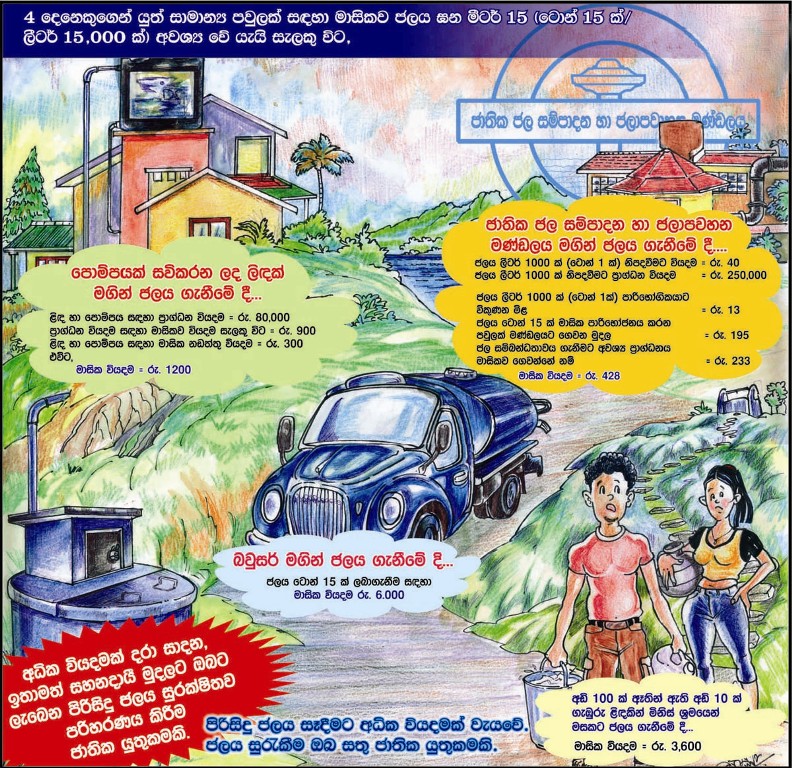 4 දෙනෙකුගෙන් යුත් සාමාන්‍ය පවුලක් සඳහා මාසිකව ජලය ඝන මීටර් 15 (ටොන් 15 ක්/
ලීටර් 15,000 ක්) අවශ්‍ය වේ යැයි සැලකු විට,
ජාතික ජල සම්පාදන හා ජලාපවාහන මණ්ඩලය
ජාතික ජල සම්පාදන හා ජලාපවහන
මණ්ඩලය මගින් ජලය ගැනීමේ දී....
ජලය ලීටර් 1000 ක් (ටොන් 1 ක්) නිපදවීමට වියදම = රු. 40
ජලය ලීටර් 1000 ක් නිපදවීමට ප්‍රාග්ධන වියදම = රු. 250,000
ජලය ලීටර් 1000 ක් (ටොන් 1ක්) පාරිභෝගිකයාට
විකුණන මිළ = රු. 13
ජලය ටොන් 15 ක් මාසික පාරිභෝජනය කරන
පවුලක් මණ්ඩලයට ගෙවන මුදල = රු. 195
ජල සම්බන්ධතාවය ගැනීමට අවශ්‍ය ප්‍රාග්ධනය
මාසිකව ගෙවන්නේ නම් = රු. 233
මාසික වියදම = රු. 428
පොම්පයක් සවිකරන ලද ලිඳක්
මගින් ජලය ගැනීමේ දී...
ළිඳ හා පොම්පය සඳහා ප්‍රාග්ධන වියදම = රු. 80,000
ප්‍රාග්ධන වියදම සඳහා මාසිකව වියදම සැලකූ විට = රු. 900
ළිඳ හා පොම්පය සඳහා මාසික නඩත්තු වියදම = රු. 300
එවිට,
මාසික වියදම = රු. 1200
බවුසර් මගින් ජලය ගැනීමේ දි...
ජලය ටොන් 15 ක් ලබාගැනීම සඳහා
මාසික වියදම රු. 6.000
අඩි 100 ක් ඈතින් ඇති අඩි 10 ක්
ගැඹුරු ළිඳකින් මිනිස් ශ්‍රමයෙන්
මසකට ජලය ගැනීමේ දී...
මාසික වියදම = රු. 3,600
අධික වියදමක් දරා සාදන,
ඉතාමත් සහනදායී මුදලට ඔබට
ලැබෙන පිරිසිදු ජලය සුරක්ෂිතව
පරිහරණය කිරීම
ජාතික යුතුකමකි.
පිරිසිදු ජලය සෑදීමට අධික වියදමක් වැයවේ.
ජලය සුරැකීම ඔබ සතු ජාතික යුතුකමකි.